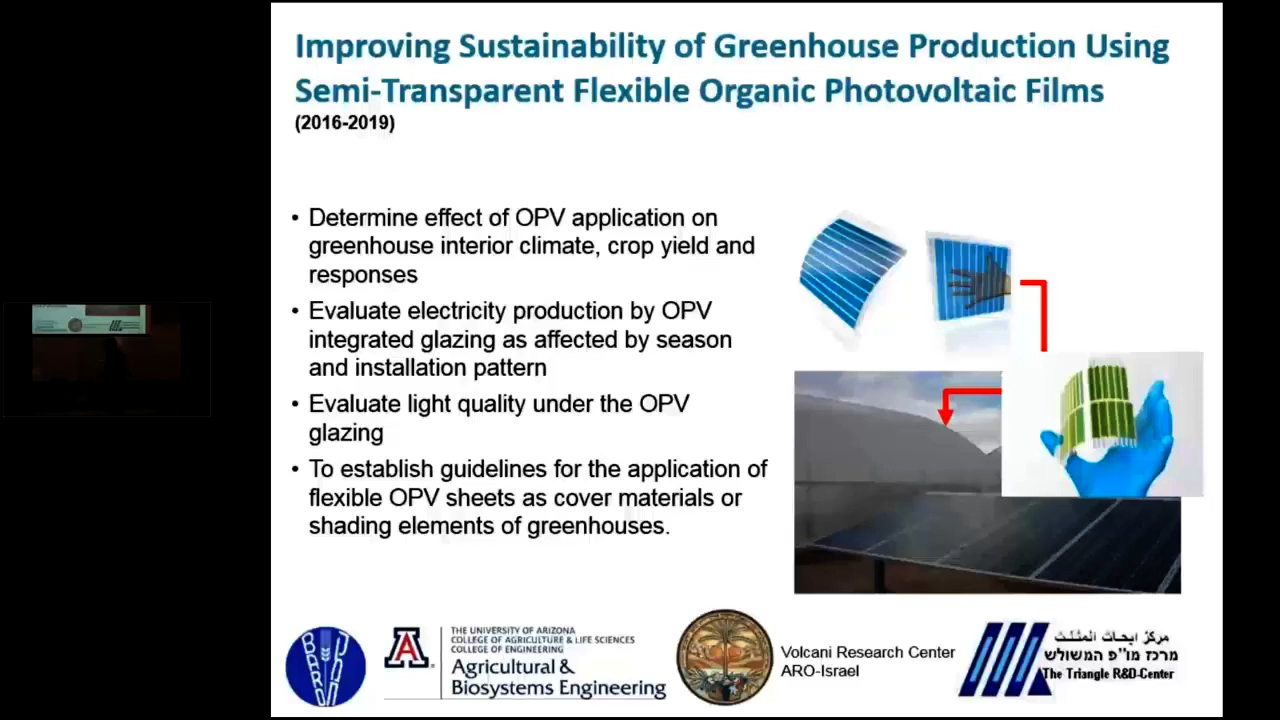 Improving Sustainability of Greenhouse Production Using
Semi-Transparent Flexible Organic Photovoltaic Films
(2016-2019)
• Determine effect of OPV application on
greenhouse interior climate, crop yield and
responses
• Evaluate electricity production by OPV
integrated glazing as affected by season
and installation pattern
• Evaluate light quality under the OPV
glazing
• To establish guidelines for the application of
flexible OPV sheets as cover materials or
shading elements of greenhouses.
BARD
A
THE UNIVERSITY OF ARIZONA
COLLEGE OF AGRICULTURE & LIFE SCIENCES
COLLEGE OF ENGINEERING
Agricultural &
Biosystems Engineering
Volcani Research Center
ARO-Israel
مركز ابحاث المثلث
מרכז מו"פ המשולש
The Triangle R&D Center